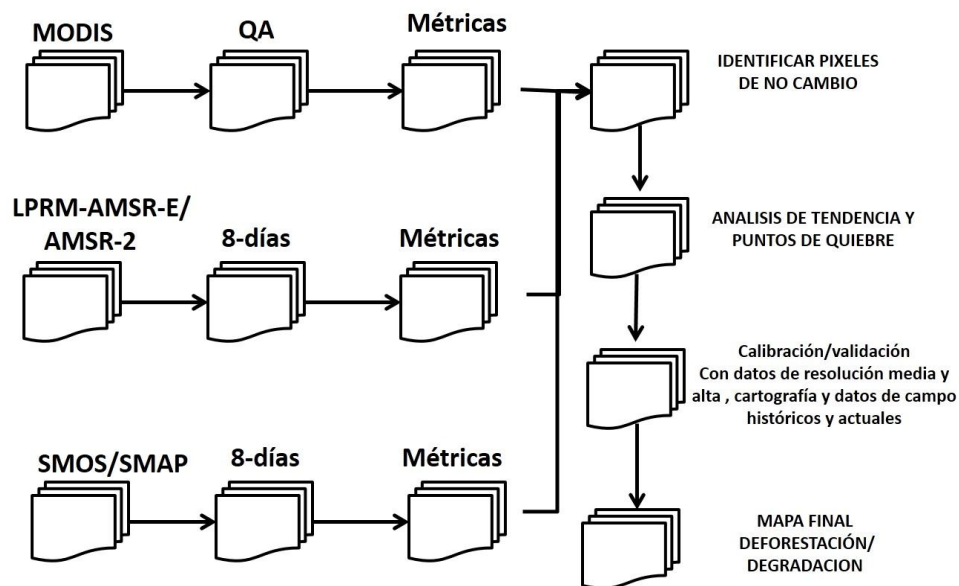 MODIS
QA
Métricas
IDENTIFICAR PIXELES
DE NO CAMBIO
LPRM-AMSR-E/
AMSR-2
8-días
Métricas
ANALISIS DE TENDENCIA Y
PUNTOS DE QUIEBRE
Calibración/validación
Con datos de resolución media y
alta , cartografía y datos de campo
históricos y actuales
SMOS/SMAP
8-días
Métricas
MAPA FINAL
DEFORESTACIÓN/
DEGRADACION